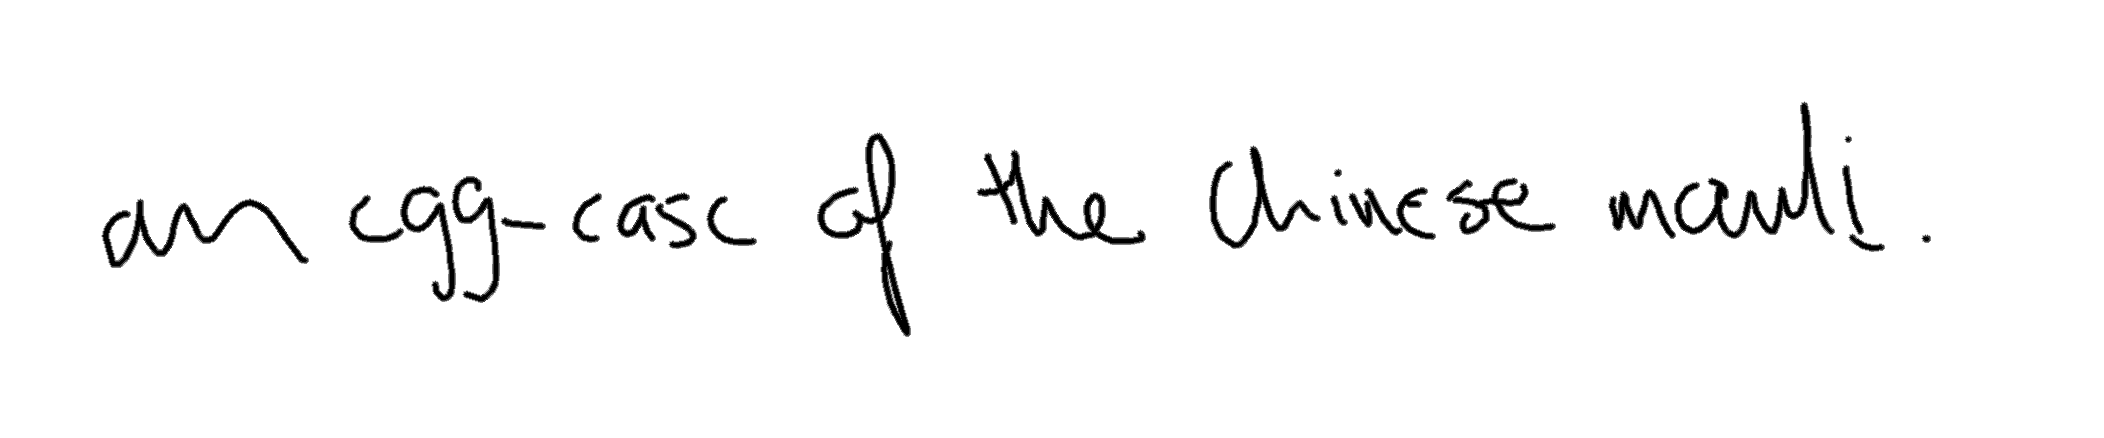 an egg-case of the Chinese manti.